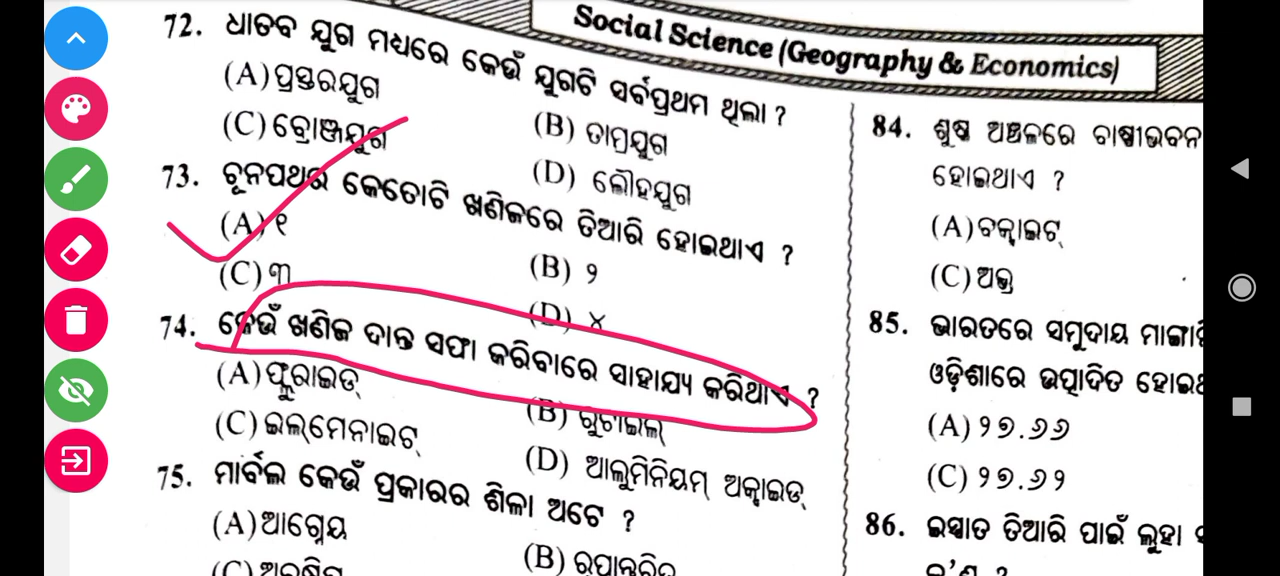 Social Science (Geography & Economics)
72. ଧାତବ ଯୁଗ ମଧ୍ୟରେ କେଉଁ ଯୁଗଟି ସର୍ବପ୍ରଥମ ଥିଲା ?
(A) ପ୍ରସ୍ତରଯୁଗ
(B) ତାମ୍ରଯୁଗ
(C) ବ୍ରୋଞ୍ଜଯୁଗ
(D) ଲୌହଯୁଗ
73. ଚୂନପଥର କେତୋଟି ଖଣିଜରେ ତିଆରି ହୋଇଥାଏ ?
(A) ୧
(B) ୨
(C) ୩
(D) ୪
74. କେଉଁ ଖଣିଜ ଦାନ୍ତ ସଫା କରିବାରେ ସାହାଯ୍ୟ କରିଥାଏ ?
(A) ଫ୍ଲୁରାଇଡ୍
(B) ରୁଟାଇଲ୍
(C) ଇଲ୍‌ମେନାଇଟ୍
(D) ଆଲୁମିନିୟମ୍ ଅକ୍ସାଇଡ୍
75. ମାର୍ବଲ କେଉଁ ପ୍ରକାରର ଶିଳା ଅଟେ ?
(A) ଆଗ୍ନେୟ
(B) ରୂପାନ୍ତରିତ
(C)
84. ଶୁଷ୍କ ଅଞ୍ଚଳରେ ବାଷ୍ପୀଭବନ
ହୋଇଥାଏ ?
(A) ବକ୍ସାଇଟ୍
(C) ଅଭ୍ର
85. ଭାରତରେ ସମୁଦାୟ
ଓଡ଼ିଶାରେ ଉତ୍ପାଦିତ
(A) ୨୭.୬୬
(C) ୨୭.୬୨
86. ଇସ୍ପାତ ତିଆରି ପାଇଁ ଲୁହା